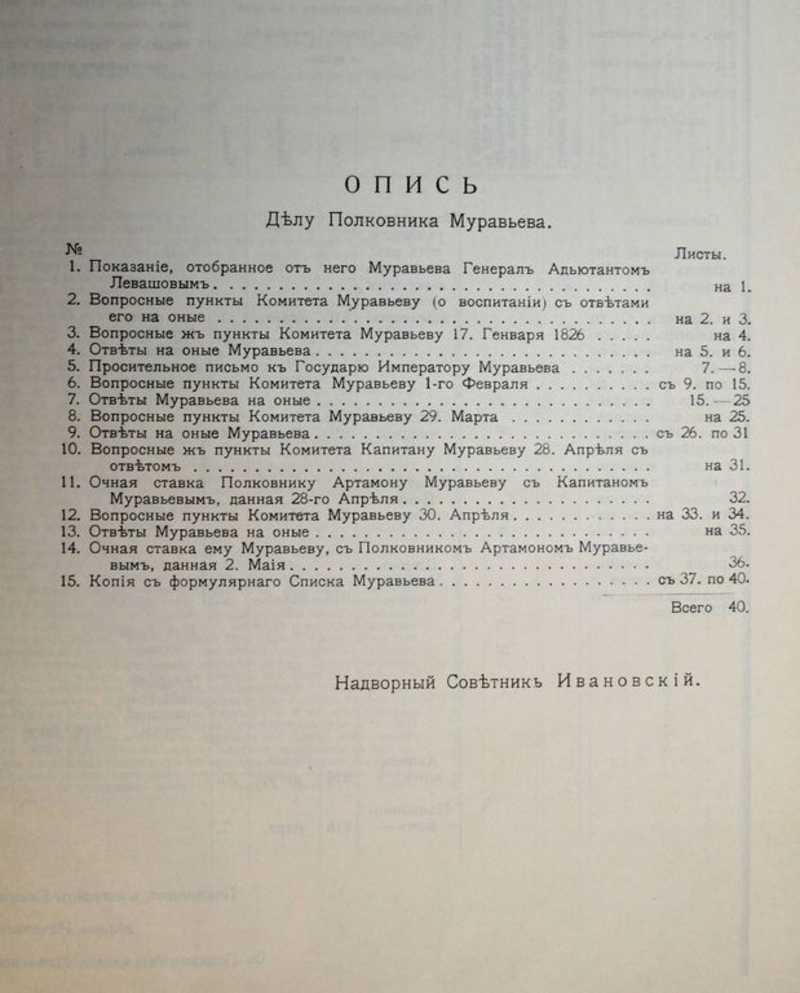 ОПИСЬ
Дѣлу Полковника Муравьева.
№ Листы.
1. Показаніе, отобранное отъ него Муравьева Генералъ Адьютантомъ
Левашовымъ. . . . . . . . . . . . . . . . . . . . на 1.
2. Вопросные пункты Комитета Муравьеву (о воспитаніи) съ отвѣтами
его на оные . . . . . . . . . . . . . . . . . . . . на 2. и 3.
3. Вопросные жъ пункты Комитета Муравьеву 17. Генваря 1826 . . . . . на 4.
4. Отвѣты на оные Муравьева . . . . . . . . . . . . . . . . на 5. и 6.
5. Просительное письмо къ Государю Императору Муравьева . . . . . . . 7. — 8.
6. Вопросные пункты Комитета Муравьеву 1-го Февраля . . . . . . . . . . съ 9. по 15.
7. Отвѣты Муравьева на оные . . . . . . . . . . . . . . . . 15. — 25
8. Вопросные пункты Комитета Муравьеву 29. Марта . . . . . . . . . . . . на 25.
9. Отвѣты на оные Муравьева . . . . . . . . . . . . . . . . съ 26. по 31
10. Вопросные жъ пункты Комитета Капитану Муравьеву 28. Апрѣля съ
отвѣтомъ . . . . . . . . . . . . . . . . . . . . на 31.
11. Очная ставка Полковнику Артамону Муравьеву съ Капитаномъ
Муравьевымъ, данная 28-го Апрѣля . . . . . . . . . . . . . . . . 32.
12. Вопросные пункты Комитета Муравьеву 30. Апрѣля . . . . . . . . . . . . на 33. и 34.
13. Отвѣты Муравьева на оные . . . . . . . . . . . . . . . . на 35.
14. Очная ставка ему Муравьеву, съ Полковникомъ Артамономъ Муравье-
вымъ, данная 2. Маія . . . . . . . . . . . . . . . . . . . . 36.
15. Копія съ формулярнаго Списка Муравьева . . . . . . . . . . . . . . . . съ 37. по 40.
Всего 40.
Надворный Совѣтникь Ивановскій.